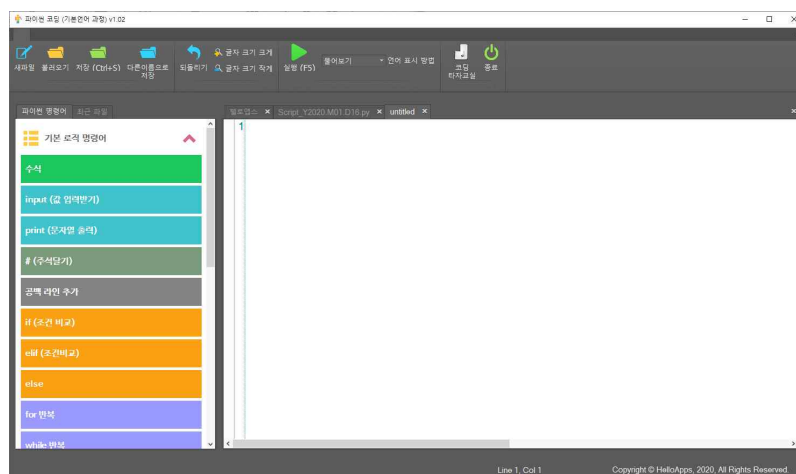 파이썬 코딩 (기본언어 과정) v1.02
새파일 불러오기 저장 (Ctrl+S) 다른이름으로 저장 되돌리기 글자 크기 크게 글자 크기 작게 실행 (F5) 물어보기 언어 표시 방법 코딩 타자교실 종료
파이썬 명령어 최근 파일 헬로앱스 Script_Y2020.M01.D16.py untitled
기본 로직 명령어
1
수식
input (값 입력받기)
print (문자열 출력)
# (주석달기)
공백 라인 추가
if (조건 비교)
elif (조건비교)
else
for 반복
while 반복
Line 1, Col 1 Copyright © HelloApps, 2020, All Rights Reserved.